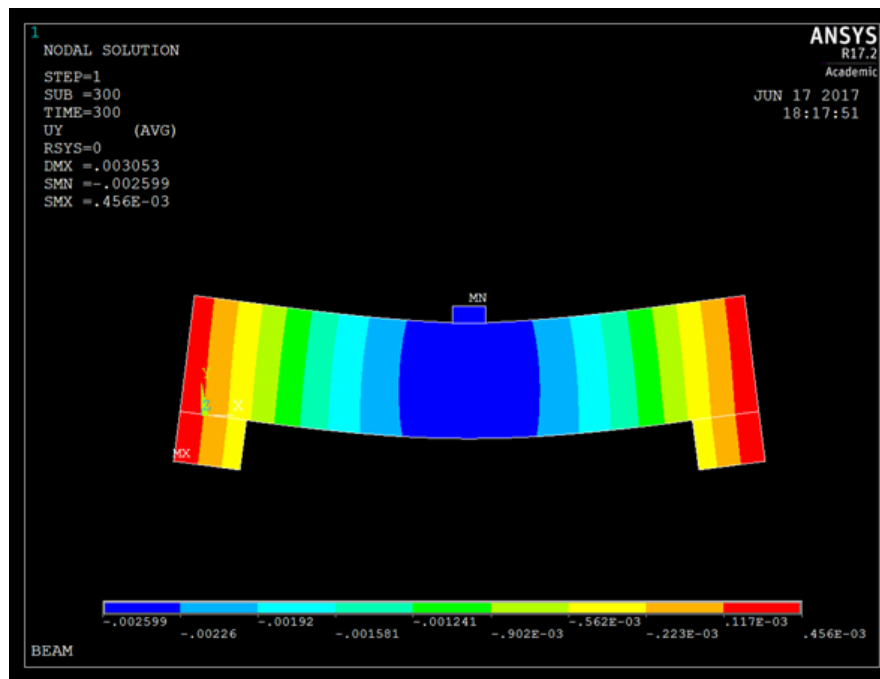 1
NODAL SOLUTION
STEP=1
SUB =300
TIME=300
UY (AVG)
RSYS=0
DMX =.003053
SMN =-.002599
SMX =.456E-03
ANSYS
R17.2
Academic
JUN 17 2017
18:17:51
MN
Y
Z X
MX
-.002599 -.00192 -.001241 -.562E-03 .117E-03
-.00226 -.001581 -.902E-03 -.223E-03 .456E-03
BEAM